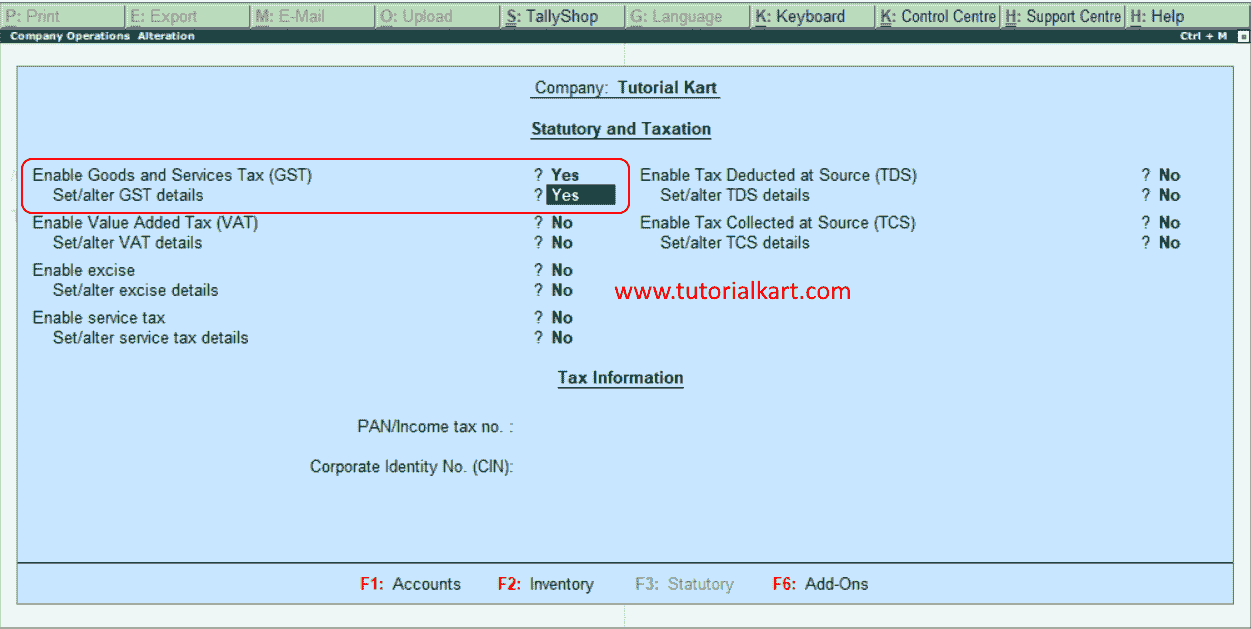 P: Print E: Export M: E-Mail O: Upload S: TallyShop G: Language K: Keyboard K: Control Centre H: Support Centre H: Help
Company Operations Alteration Ctrl + M
Company: Tutorial Kart
Statutory and Taxation
Enable Goods and Services Tax (GST) ? Yes Enable Tax Deducted at Source (TDS) ? No
Set/alter GST details ? Yes Set/alter TDS details ? No
Enable Value Added Tax (VAT) ? No Enable Tax Collected at Source (TCS) ? No
Set/alter VAT details ? No Set/alter TCS details ? No
Enable excise ? No
Set/alter excise details ? No www.tutorialkart.com
Enable service tax ? No
Set/alter service tax details ? No
Tax Information
PAN/Income tax no. :
Corporate Identity No. (CIN):
F1: Accounts F2: Inventory F3: Statutory F6: Add-Ons